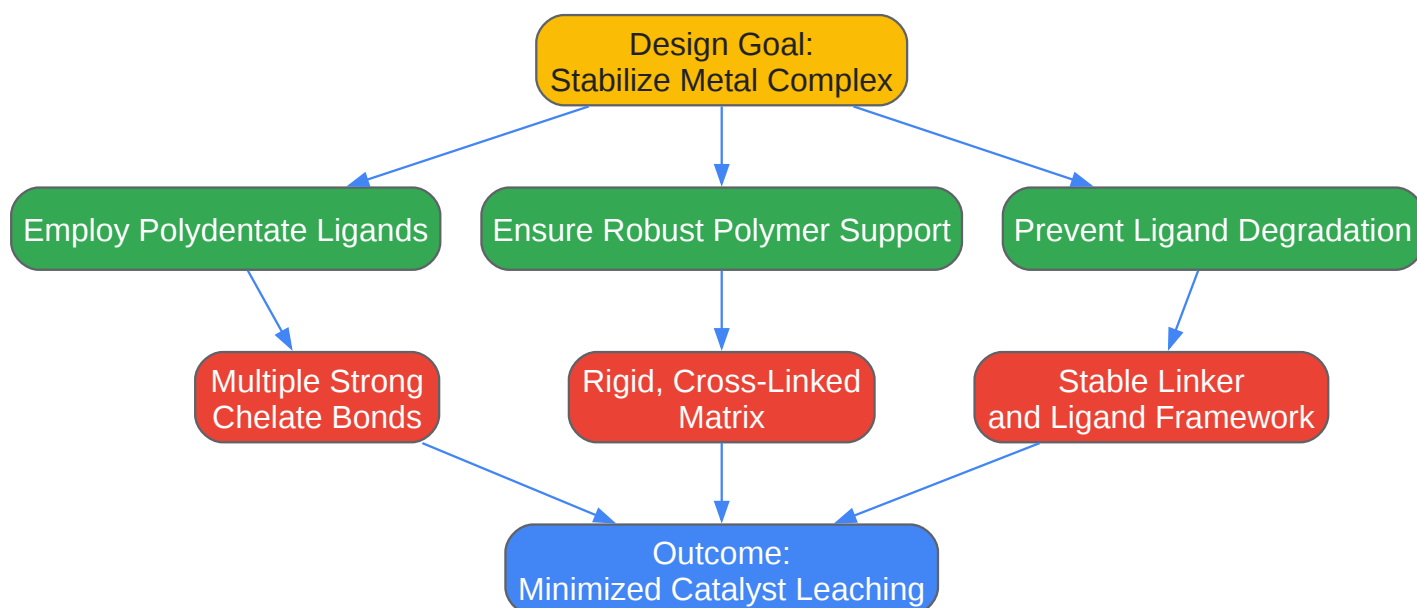 Design Goal:
Stabilize Metal Complex
Employ Polydentate Ligands
Ensure Robust Polymer Support
Prevent Ligand Degradation
Multiple Strong
Chelate Bonds
Rigid, Cross-Linked
Matrix
Stable Linker
and Ligand Framework
Outcome:
Minimized Catalyst Leaching